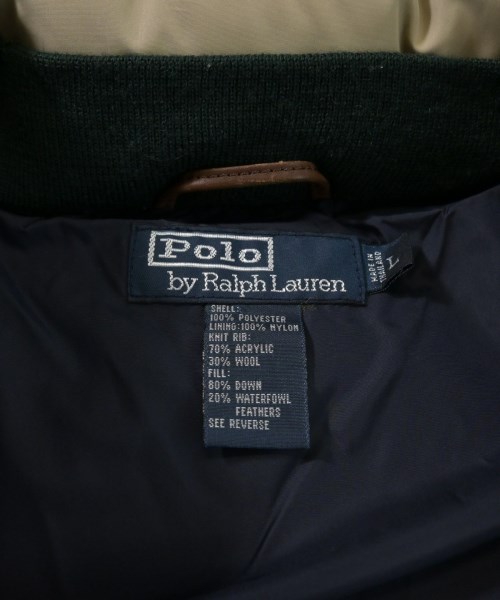 Polo
by Ralph Lauren
MADE IN
THAILAND
L
SHELL:
100% POLYESTER
LINING:100% NYLON
KNIT RIB:
70% ACRYLIC
30% WOOL
FILL:
80% DOWN
20% WATERFOWL
FEATHERS
SEE REVERSE